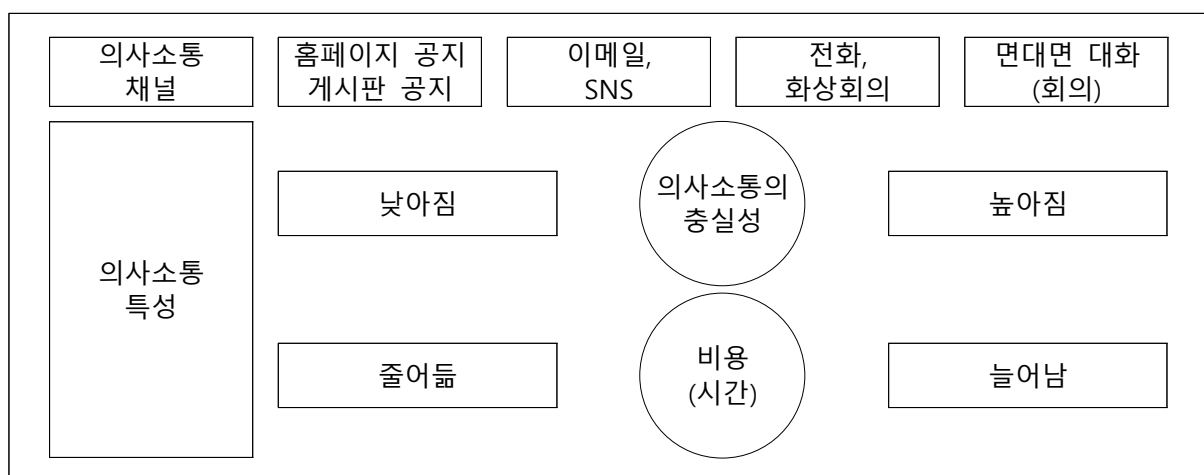 의사소통
채널
홈페이지 공지
게시판 공지
이메일,
SNS
전화,
화상회의
면대면 대화
(회의)
의사소통
특성
낮아짐
의사소통의
충실성
높아짐
줄어듦
비용
(시간)
늘어남